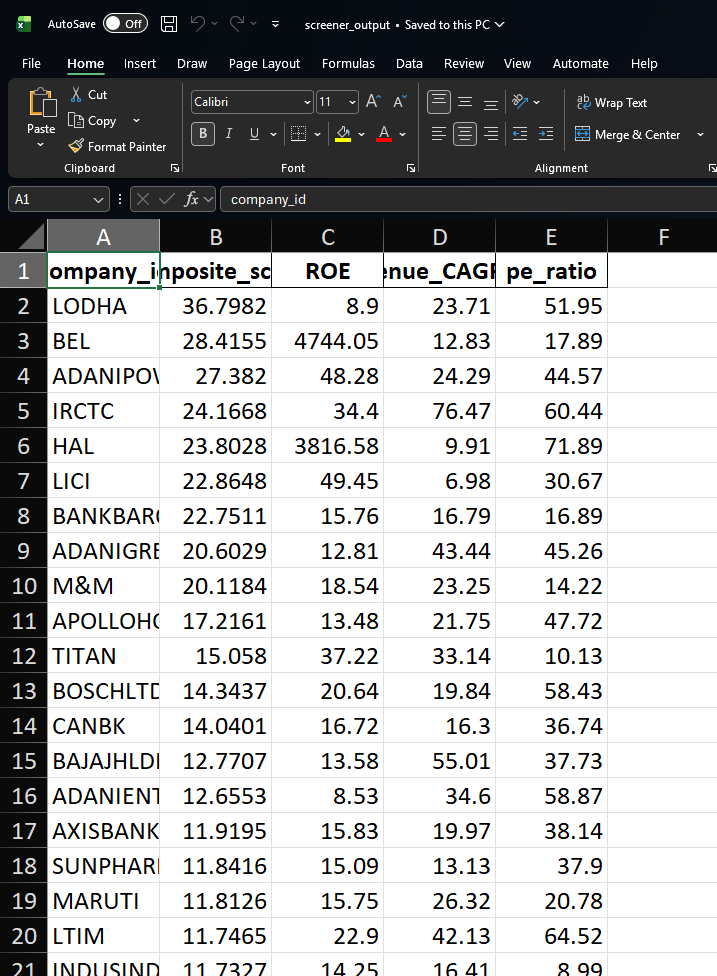 AutoSave Off screener_output • Saved to this PC
File Home Insert Draw Page Layout Formulas Data Review View Automate Help
Paste Cut Copy Format Painter Calibri 11 B I U A Wrap Text Merge & Center
Clipboard Font Alignment
A1 fx company_id
A B C D E F
1 ompany_i mposite_sc ROE enue_CAGR pe_ratio
2 LODHA 36.7982 8.9 23.71 51.95
3 BEL 28.4155 4744.05 12.83 17.89
4 ADANIPOW 27.382 48.28 24.29 44.57
5 IRCTC 24.1668 34.4 76.47 60.44
6 HAL 23.8028 3816.58 9.91 71.89
7 LICI 22.8648 49.45 6.98 30.67
8 BANKBARO 22.7511 15.76 16.79 16.89
9 ADANIGRE 20.6029 12.81 43.44 45.26
10 M&M 20.1184 18.54 23.25 14.22
11 APOLLOHO 17.2161 13.48 21.75 47.72
12 TITAN 15.058 37.22 33.14 10.13
13 BOSCHLTD 14.3437 20.64 19.84 58.43
14 CANBK 14.0401 16.72 16.3 36.74
15 BAJAJHLDI 12.7707 13.58 55.01 37.73
16 ADANIENT 12.6553 8.53 34.6 58.87
17 AXISBANK 11.9195 15.83 19.97 38.14
18 SUNPHAR 11.8416 15.09 13.13 37.9
19 MARUTI 11.8126 15.75 26.32 20.78
20 LTIM 11.7465 22.9 42.13 64.52
21 INDUSIND 11.7327 14.25 16.41 8.99